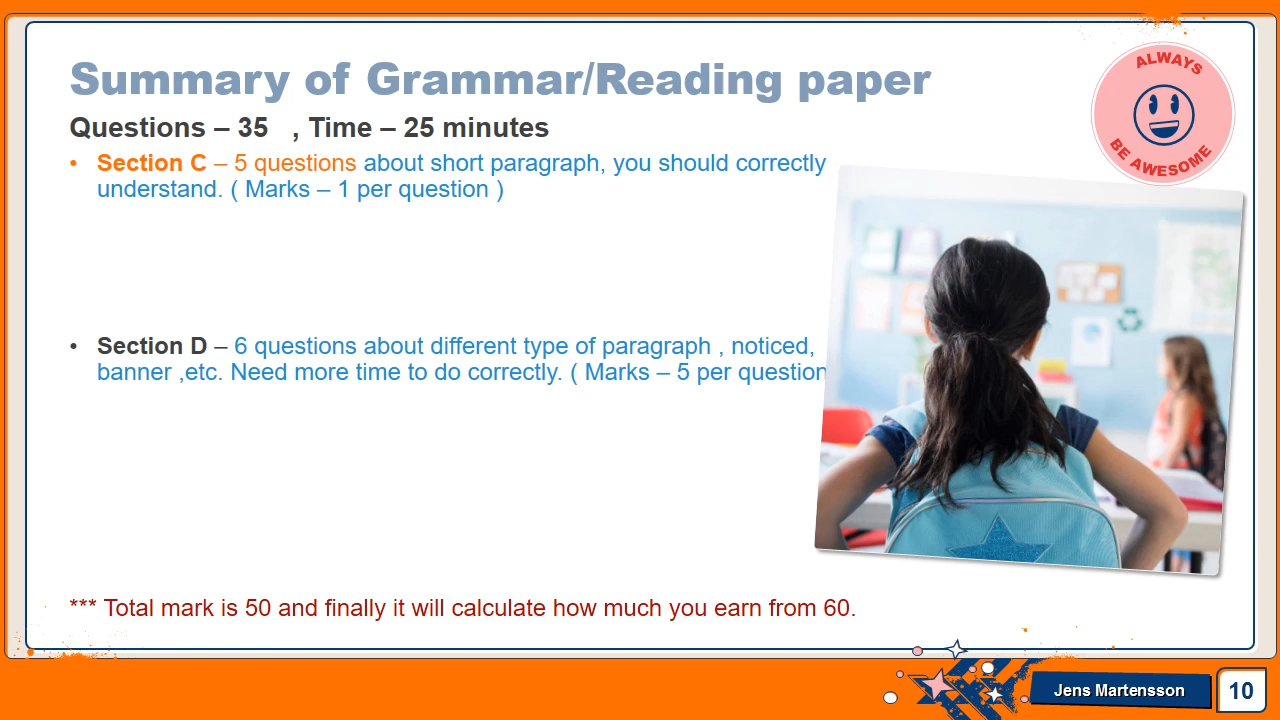 Summary of Grammar/Reading paper
ALWAYS
BE AWESOME
Questions – 35 , Time – 25 minutes
• Section C – 5 questions about short paragraph, you should correctly
understand. ( Marks – 1 per question )
• Section D – 6 questions about different type of paragraph , noticed,
banner ,etc. Need more time to do correctly. ( Marks – 5 per question
*** Total mark is 50 and finally it will calculate how much you earn from 60.
Jens Martensson
10